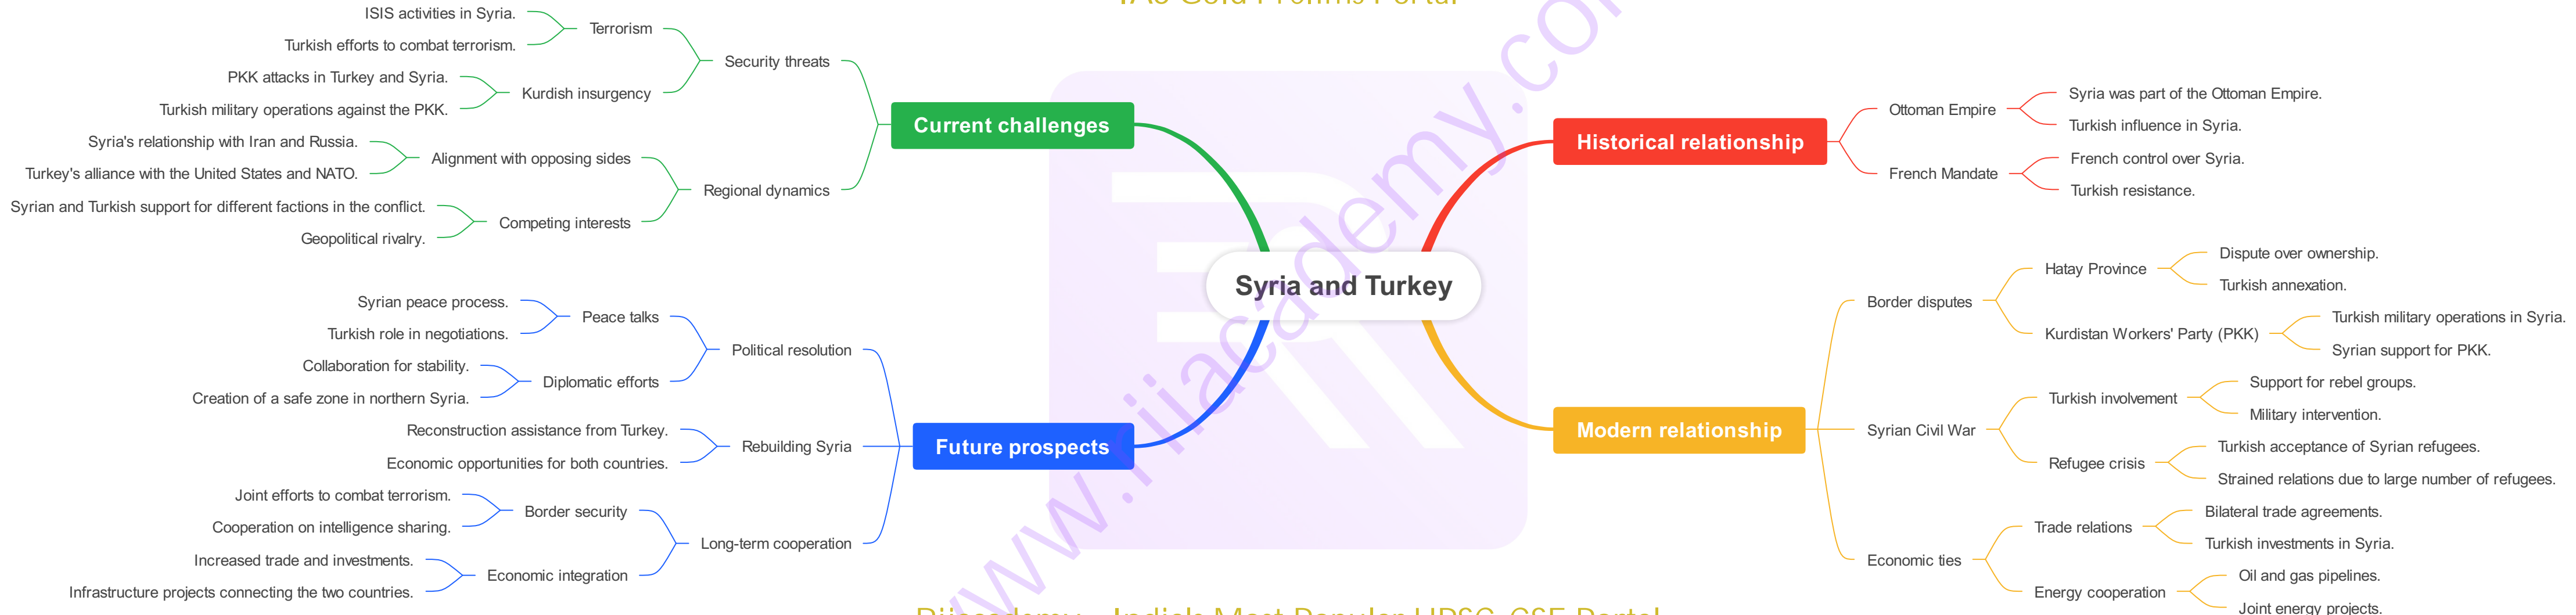 IAS Gold Prelims Portal
Syria and Turkey
Current challenges
Security threats
Terrorism
ISIS activities in Syria.
Turkish efforts to combat terrorism.
Kurdish insurgency
PKK attacks in Turkey and Syria.
Turkish military operations against the PKK.
Regional dynamics
Alignment with opposing sides
Syria's relationship with Iran and Russia.
Turkey's alliance with the United States and NATO.
Competing interests
Syrian and Turkish support for different factions in the conflict.
Geopolitical rivalry.
Future prospects
Political resolution
Peace talks
Syrian peace process.
Turkish role in negotiations.
Diplomatic efforts
Collaboration for stability.
Creation of a safe zone in northern Syria.
Rebuilding Syria
Reconstruction assistance from Turkey.
Economic opportunities for both countries.
Long-term cooperation
Border security
Joint efforts to combat terrorism.
Cooperation on intelligence sharing.
Economic integration
Increased trade and investments.
Infrastructure projects connecting the two countries.
Historical relationship
Ottoman Empire
Syria was part of the Ottoman Empire.
Turkish influence in Syria.
French Mandate
French control over Syria.
Turkish resistance.
Modern relationship
Border disputes
Hatay Province
Dispute over ownership.
Turkish annexation.
Kurdistan Workers' Party (PKK)
Turkish military operations in Syria.
Syrian support for PKK.
Syrian Civil War
Turkish involvement
Support for rebel groups.
Military intervention.
Refugee crisis
Turkish acceptance of Syrian refugees.
Strained relations due to large number of refugees.
Economic ties
Trade relations
Bilateral trade agreements.
Turkish investments in Syria.
Energy cooperation
Oil and gas pipelines.
Joint energy projects.
www.riiacademy.co
India's Most Popular UPSC-CSE Portal